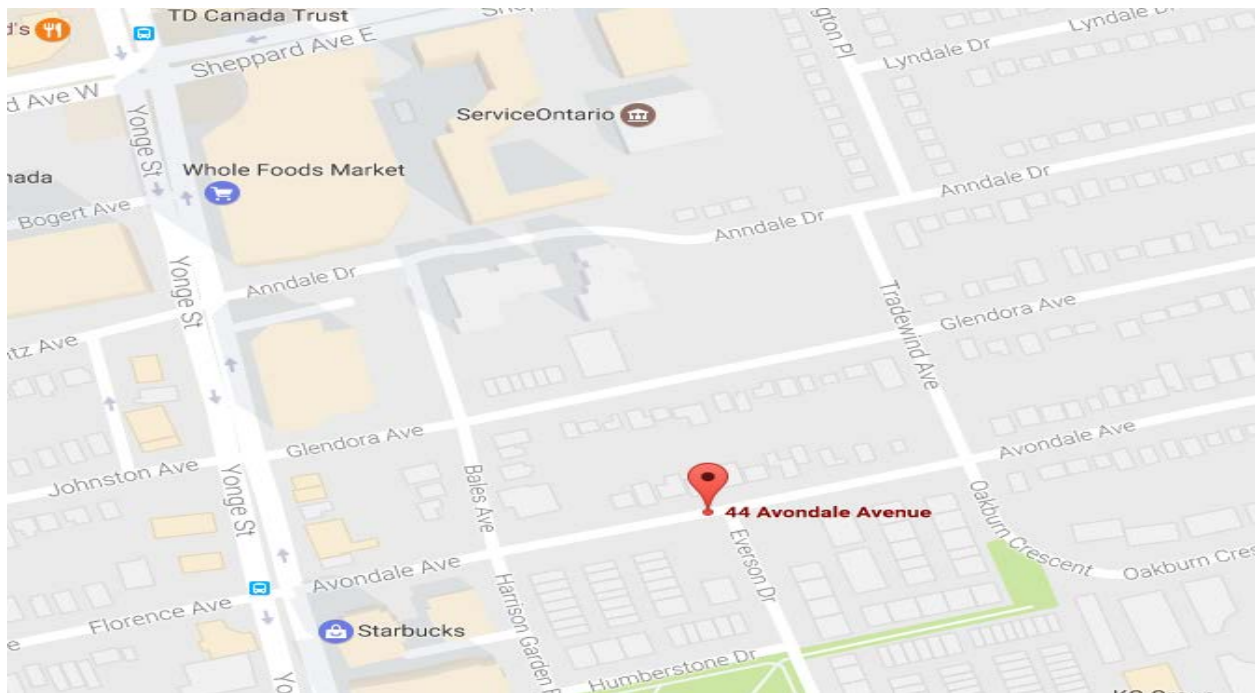 TD Canada Trust
d's
Sheppard Ave E
Lyndale Dr
Lyndale Dr
ngton Pl
d Ave W
Yonge St
ServiceOntario
Whole Foods Market
nada
Bogert Ave
Anndale Dr
Anndale Dr
Anndale Dr
Yonge St
Tradewind Ave
Glendora Ave
tz Ave
Glendora Ave
Johnston Ave
Yonge St
Bales Ave
Avondale Ave
Oakburn Crescent
44 Avondale Avenue
Everson Dr
Avondale Ave
Oakburn Cres
Florence Ave
Harrison Garden B
Starbucks
Humberstone Dr
Yo